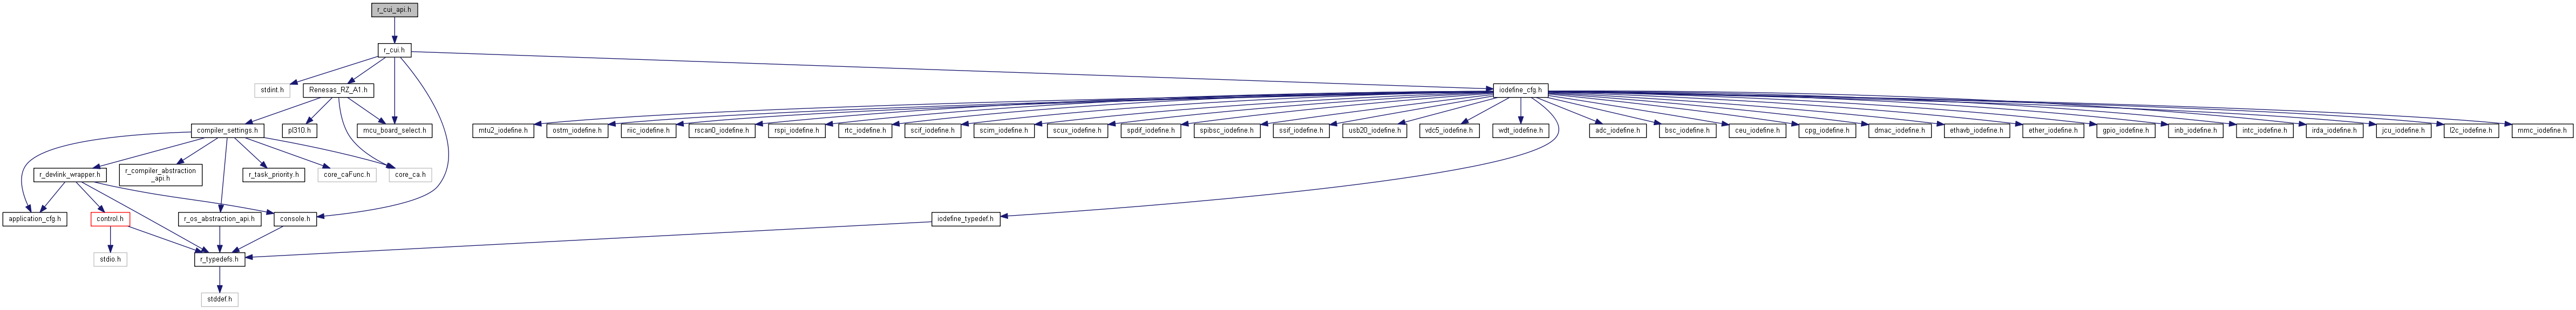 r_cui_api.h
r_cui.h
stdint.h
Renesas_RZ_A1.h
iodefine_cfg.h
compiler_settings.h
pl310.h
mcu_board_select.h
mtu2_iodefine.h
ostm_iodefine.h
riic_iodefine.h
rscan0_iodefine.h
rspi_iodefine.h
rtc_iodefine.h
scif_iodefine.h
scim_iodefine.h
scux_iodefine.h
spdif_iodefine.h
spibsc_iodefine.h
ssif_iodefine.h
usb20_iodefine.h
vdc5_iodefine.h
wdt_iodefine.h
adc_iodefine.h
bsc_iodefine.h
ceu_iodefine.h
cpg_iodefine.h
dmac_iodefine.h
ethavb_iodefine.h
ether_iodefine.h
gpio_iodefine.h
inb_iodefine.h
intc_iodefine.h
irda_iodefine.h
jcu_iodefine.h
l2c_iodefine.h
mmc_iodefine.h
r_devlink_wrapper.h
r_compiler_abstraction
_api.h
r_task_priority.h
core_caFunc.h
core_ca.h
application_cfg.h
control.h
r_os_abstraction_api.h
console.h
iodefine_typedef.h
stdio.h
r_typedefs.h
stddef.h